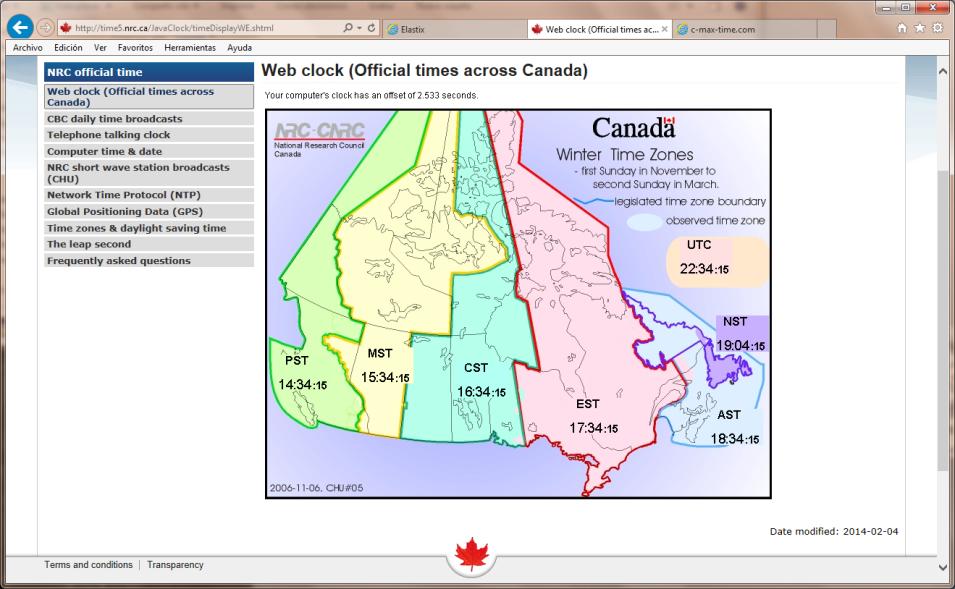 http://time5.nrc.ca/JavaClock/timeDisplayWE.shtml
Elastix
Web clock (Official times ac...
c-max-time.com
Archivo Edición Ver Favoritos Herramientas Ayuda
NRC official time
Web clock (Official times across
Canada)
CBC daily time broadcasts
Telephone talking clock
Computer time & date
NRC short wave station broadcasts
(CHU)
Network Time Protocol (NTP)
Global Positioning Data (GPS)
Time zones & daylight saving time
The leap second
Frequently asked questions
Web clock (Official times across Canada)
Your computer's clock has an offset of 2.533 seconds.
NRC-CNRC
National Research Council
Canada
Canada
Winter Time Zones
- first Sunday in November to
second Sunday in March.
legislated time zone boundary
observed time zone
UTC
22:34:15
NST
19:04:15
PST
14:34:15
MST
15:34:15
CST
16:34:15
EST
17:34:15
AST
18:34:15
2006-11-06, CHU#05
Date modified: 2014-02-04
Terms and conditions | Transparency